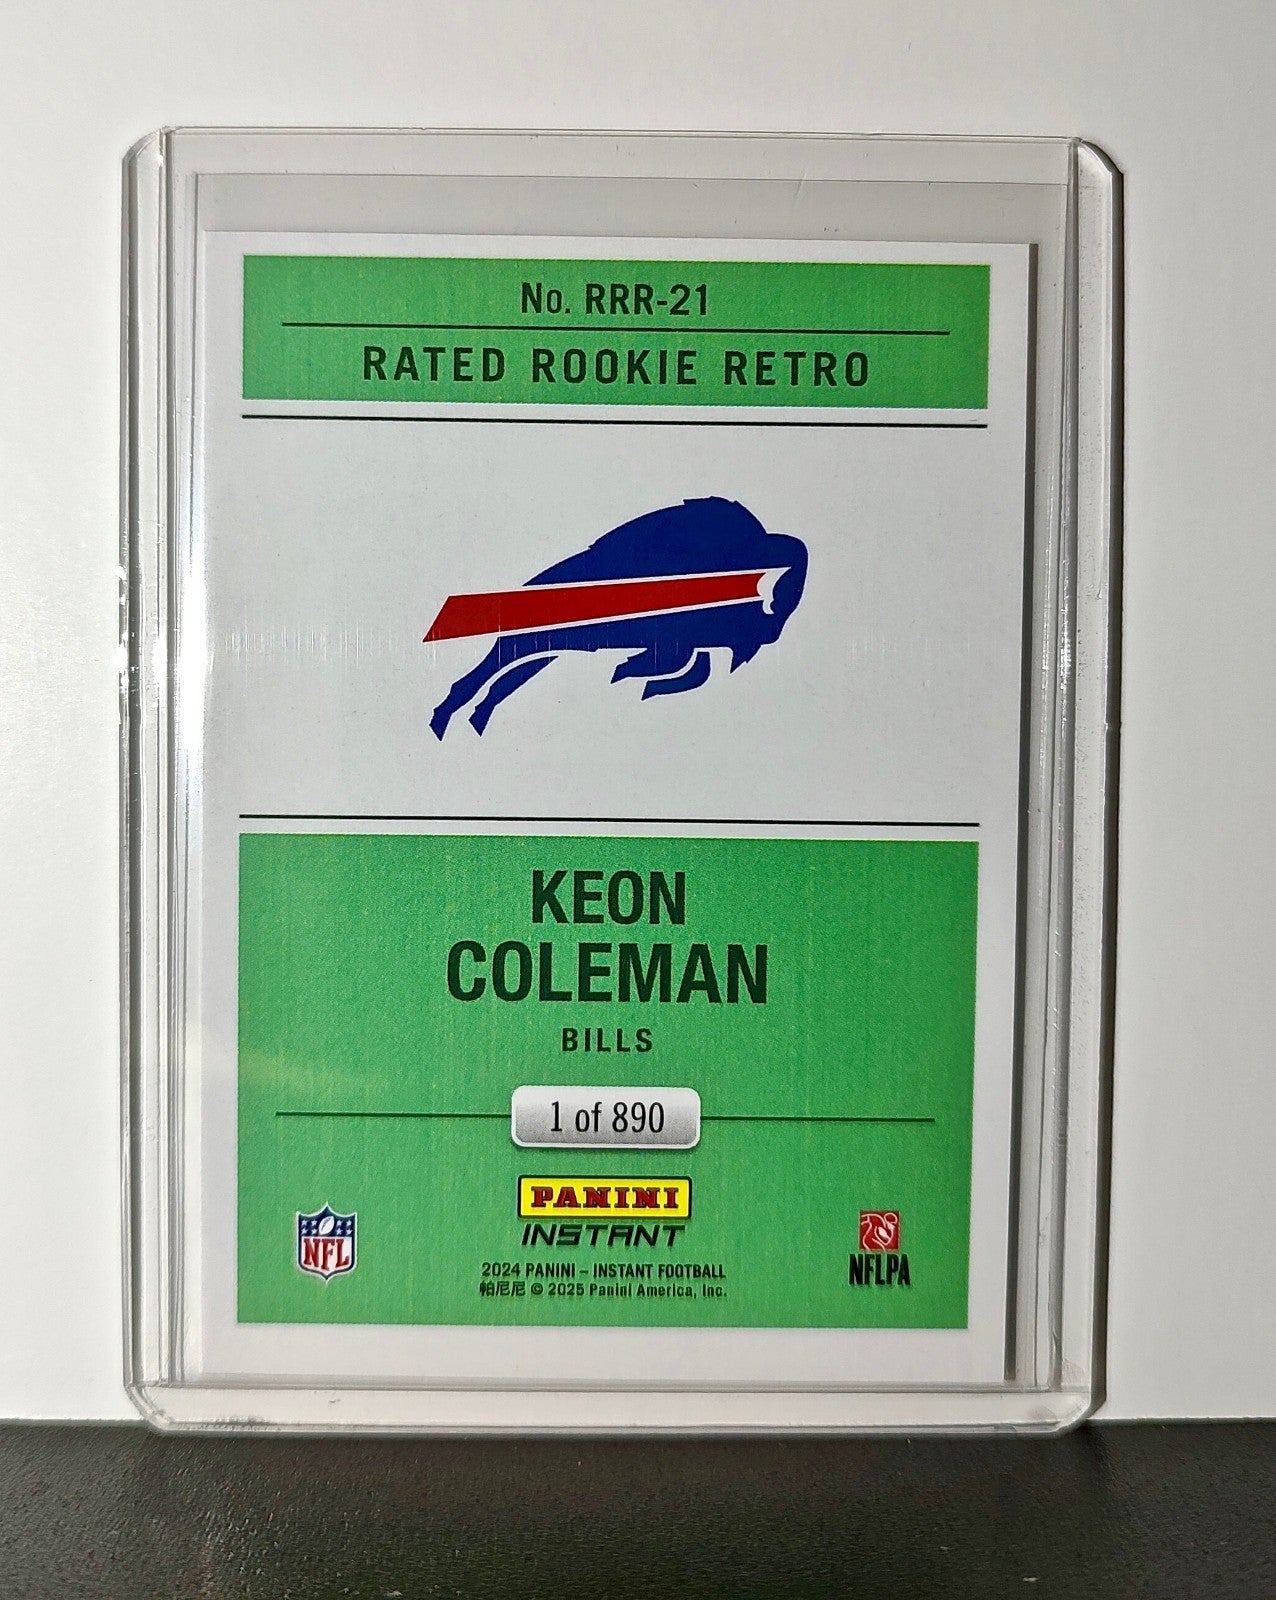 No. RRR-21
RATED ROOKIE RETRO
KEON
COLEMAN
BILLS
1 of 890
PANINI
INSTANT
NFL
NFLPA
2024 PANINI – INSTANT FOOTBALL
帕尼尼 © 2025 Panini America, Inc.